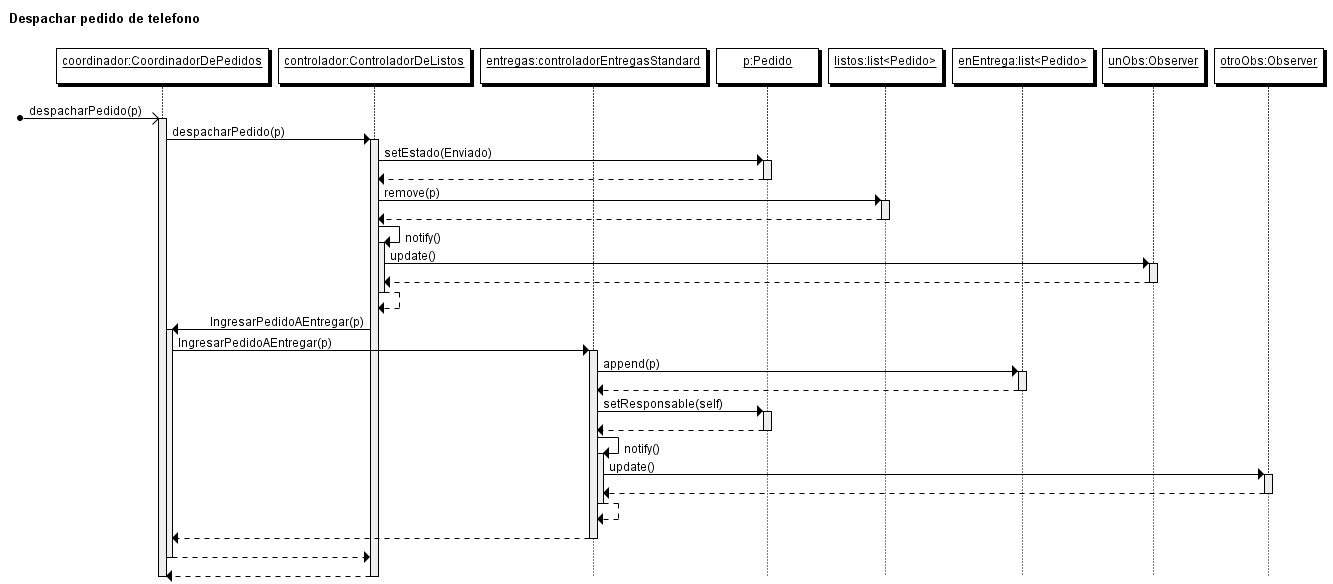 Despachar pedido de telefono
coordinador:CoordinadorDePedidos controlador:ControladorDeListos entregas:controladorEntregasStandard p:Pedido listos:list<Pedido> enEntrega:list<Pedido> unObs:Observer otroObs:Observer
despacharPedido(p)
despacharPedido(p)
setEstado(Enviado)
remove(p)
notify()
update()
IngresarPedidoAEntregar(p)
IngresarPedidoAEntregar(p)
append(p)
setResponsable(self)
notify()
update()